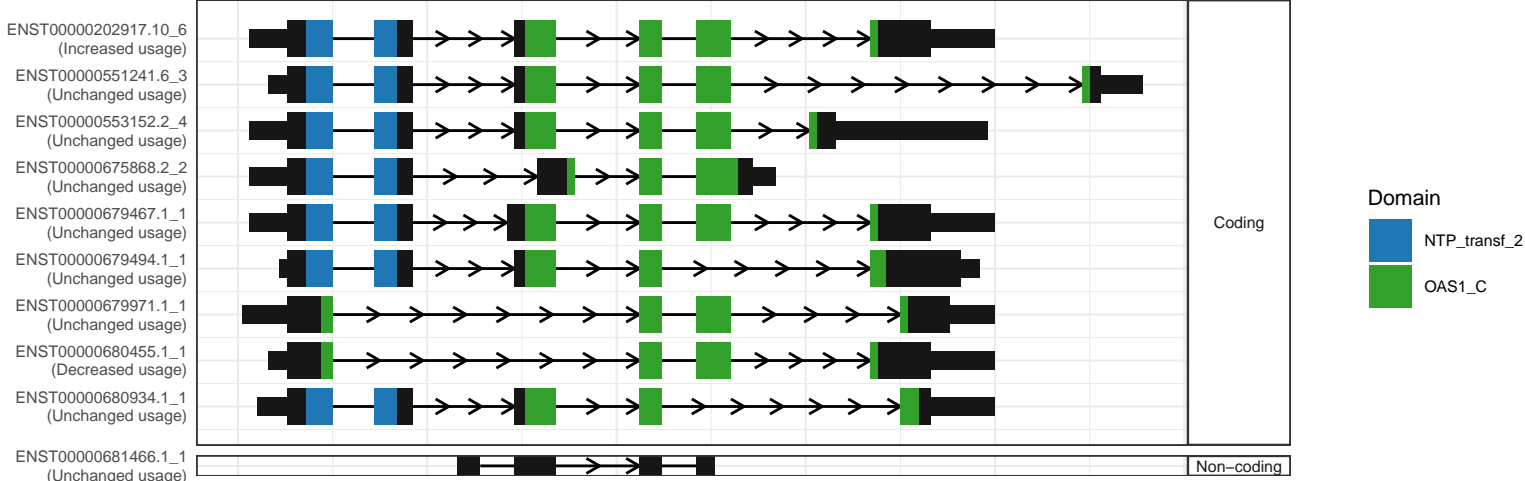 ENST00000202917.10_6
(Increased usage)
ENST00000551241.6_3
(Unchanged usage)
ENST00000553152.2_4
(Unchanged usage)
ENST00000675868.2_2
(Unchanged usage)
ENST00000679467.1_1
(Unchanged usage)
ENST00000679494.1_1
(Unchanged usage)
ENST00000679971.1_1
(Unchanged usage)
ENST00000680455.1_1
(Decreased usage)
ENST00000680934.1_1
(Unchanged usage)
ENST00000681466.1_1
(Unchanged usage)
Coding
Non−coding
Domain
NTP_transf_2
OAS1_C